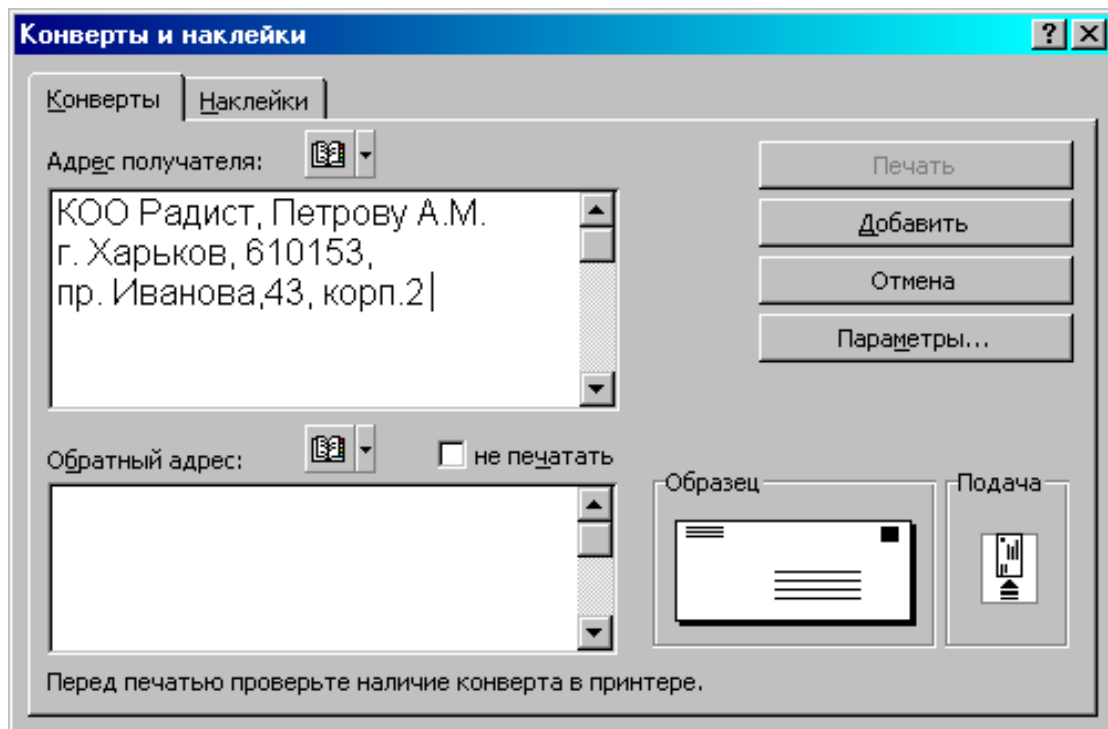 Конверты и наклейки
Конверты Наклейки
Адрес получателя:
КОО Радист, Петрову А.М.
г. Харьков, 610153,
пр. Иванова,43, корп.2
Печать
Добавить
Отмена
Параметры...
Обратный адрес:
не печатать
Образец
Подача
Перед печатью проверьте наличие конверта в принтере.